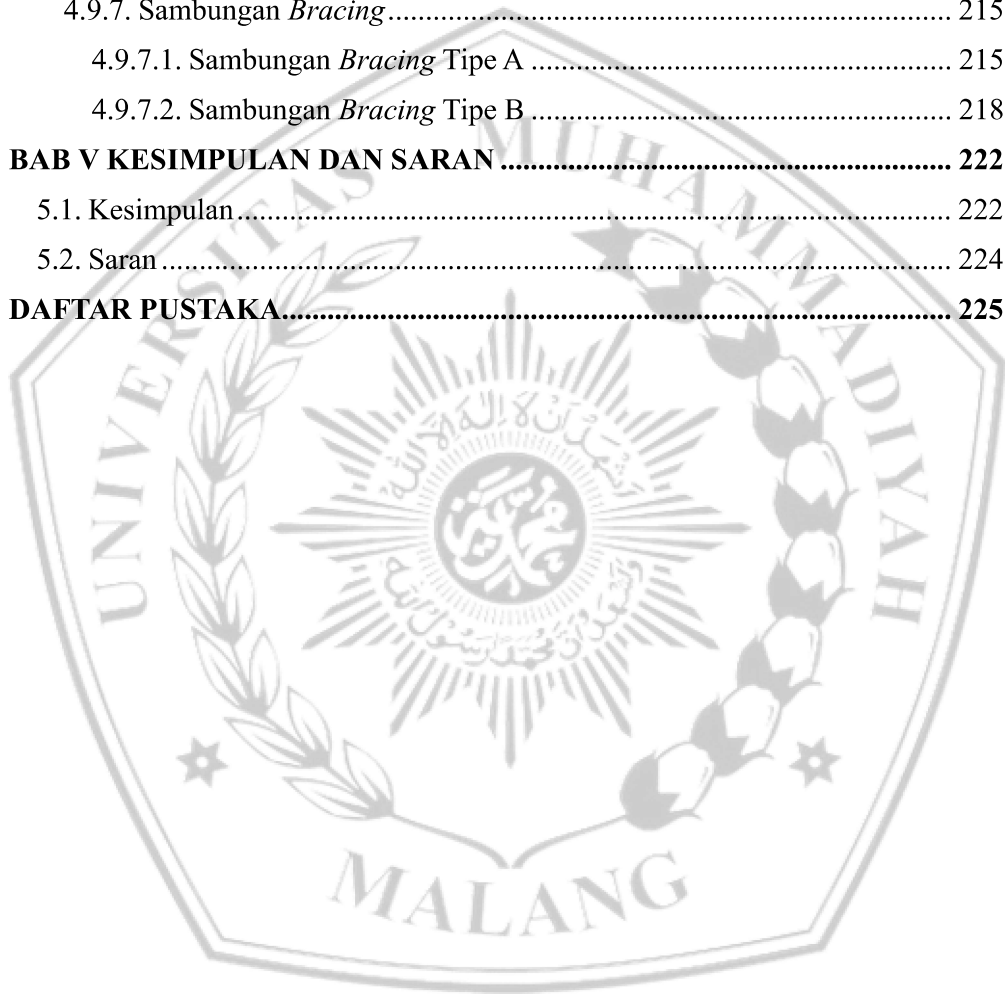 4.9.7. Sambungan Bracing........................................................................ 215
4.9.7.1. Sambungan Bracing Tipe A ...................................................... 215
4.9.7.2. Sambungan Bracing Tipe B ...................................................... 218
BAB V KESIMPULAN DAN SARAN .......................................................... 222
5.1. Kesimpulan ........................................................................................... 222
5.2. Saran ..................................................................................................... 224
DAFTAR PUSTAKA..................................................................................... 225
UNIVERSITAS MUHAMMADIYAH
MALANG